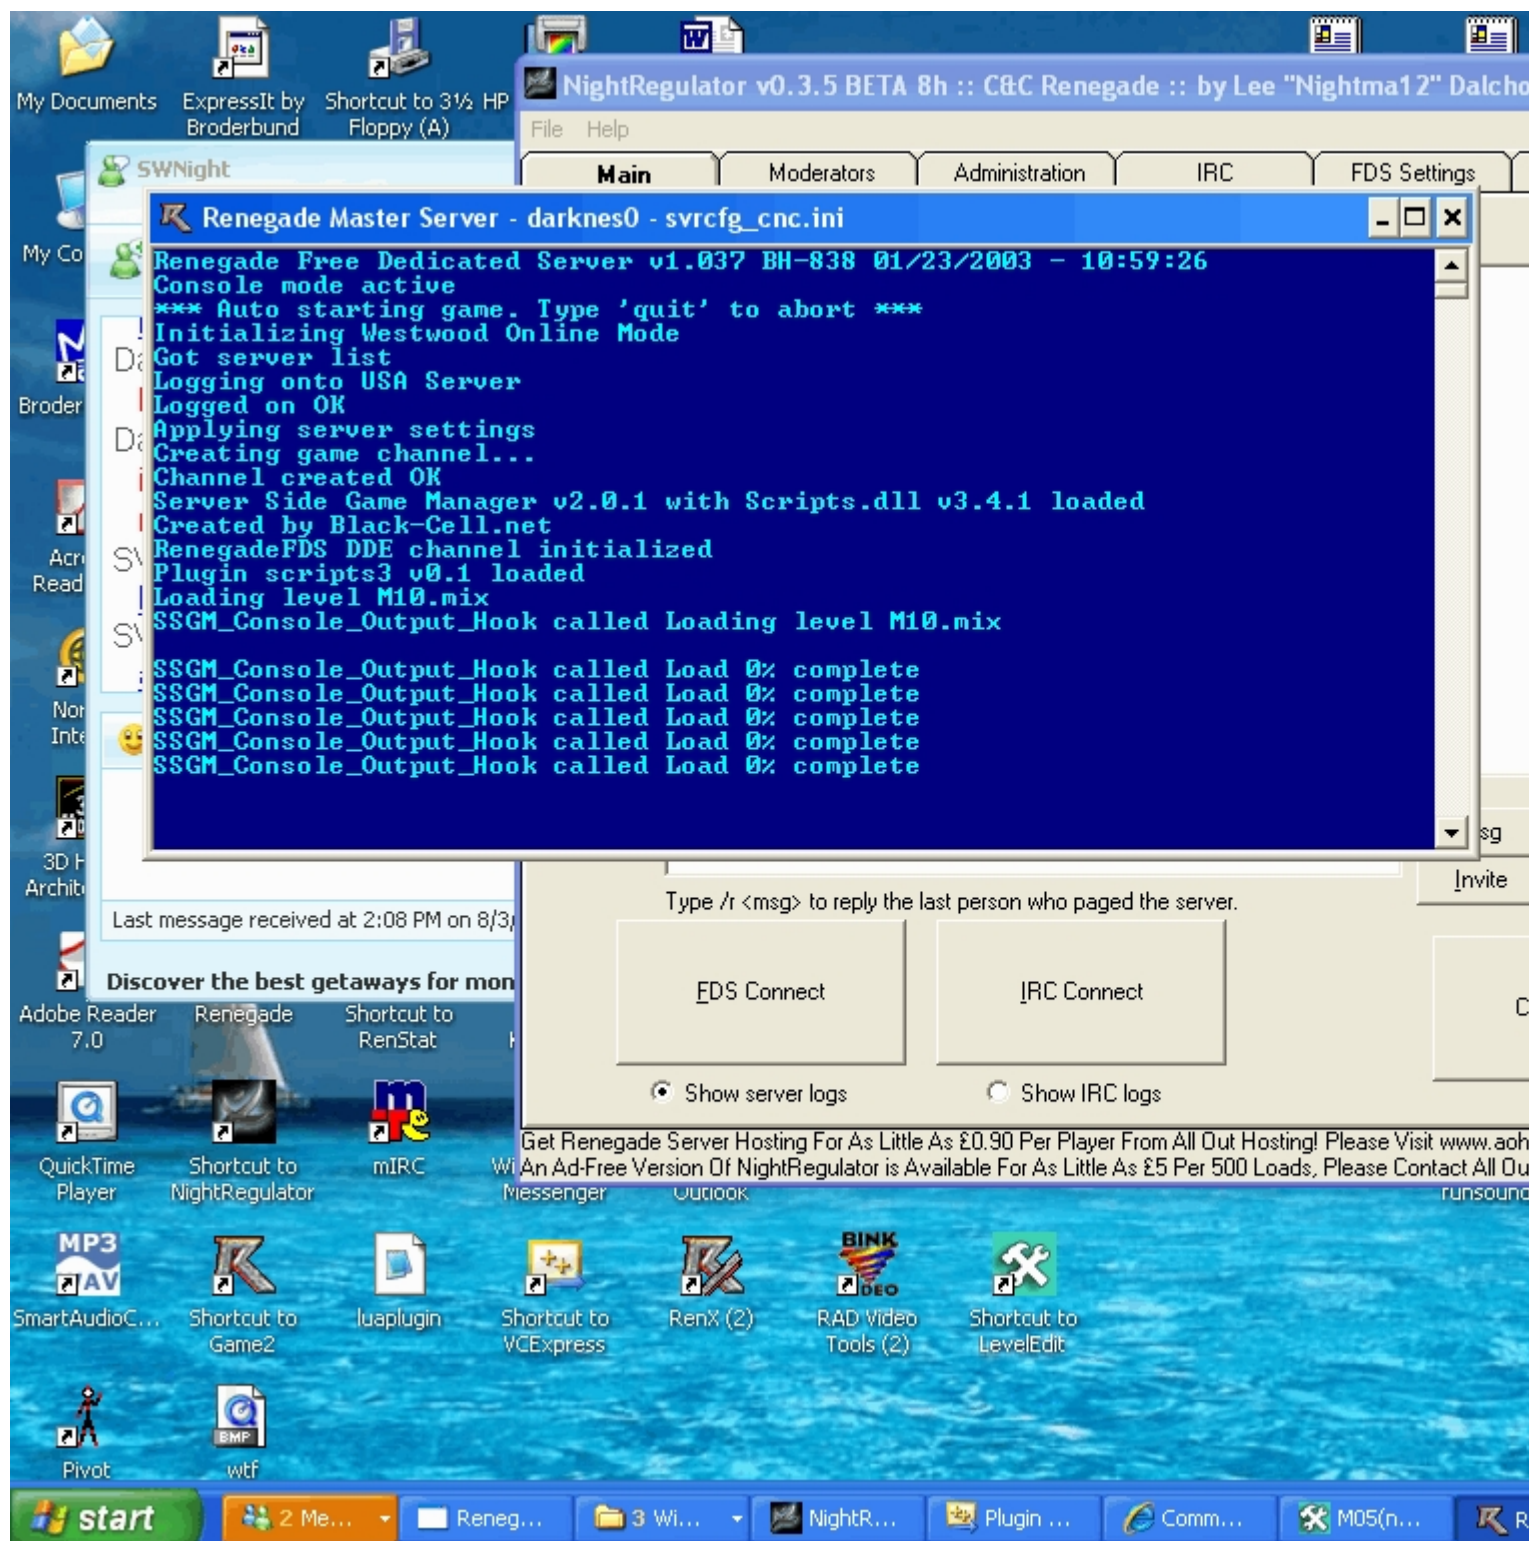 My Documents
ExpressIt by
Broderbund
Shortcut to 3½
Floppy (A)
HP
NightRegulator v0.3.5 BETA 8h :: C&C Renegade :: by Lee "Nightma12" Dalcho
File Help
Main Moderators Administration IRC FDS Settings
SWNight
Renegade Master Server - darknes0 - svrcfg_cnc.ini
Renegade Free Dedicated Server v1.037 BH-838 01/23/2003 - 10:59:26
Console mode active
*** Auto starting game. Type 'quit' to abort ***
Initializing Westwood Online Mode
Got server list
Logging onto USA Server
Logged on OK
Applying server settings
Creating game channel...
Channel created OK
Server Side Game Manager v2.0.1 with Scripts.dll v3.4.1 loaded
Created by Black-Cell.net
RenegadeFDS DDE channel initialized
Plugin scripts3 v0.1 loaded
Loading level M10.mix
SSGM_Console_Output_Hook called Loading level M10.mix
SSGM_Console_Output_Hook called Load 0% complete
SSGM_Console_Output_Hook called Load 0% complete
SSGM_Console_Output_Hook called Load 0% complete
SSGM_Console_Output_Hook called Load 0% complete
SSGM_Console_Output_Hook called Load 0% complete
My Co
Broder
Acr
Read
Nor
Inte
3D H
Archit
sg
Invite
Type /r <msg> to reply the last person who paged the server.
Last message received at 2:08 PM on 8/3
Discover the best getaways for mon
FDS Connect
IRC Connect
C
Show server logs
Show IRC logs
Get Renegade Server Hosting For As Little As £0.90 Per Player From All Out Hosting! Please Visit www.aoh
An Ad-Free Version Of NightRegulator is Available For As Little As £5 Per 500 Loads, Please Contact All Ou
Adobe Reader
7.0
Renegade
Shortcut to
RenStat
QuickTime
Player
Shortcut to
NightRegulator
mIRC
Wi
Messenger
Outlook
runsound
MP3
WAV
SmartAudioC...
Shortcut to
Game2
luaplugin
Shortcut to
VCExpress
RenX (2)
BINK
RAD Video
Tools (2)
Shortcut to
LevelEdit
Pivot
BMP
wtf
start
2 Me...
Reneg...
3 Wi...
NightR...
Plugin ...
Comm...
M05(n...
R